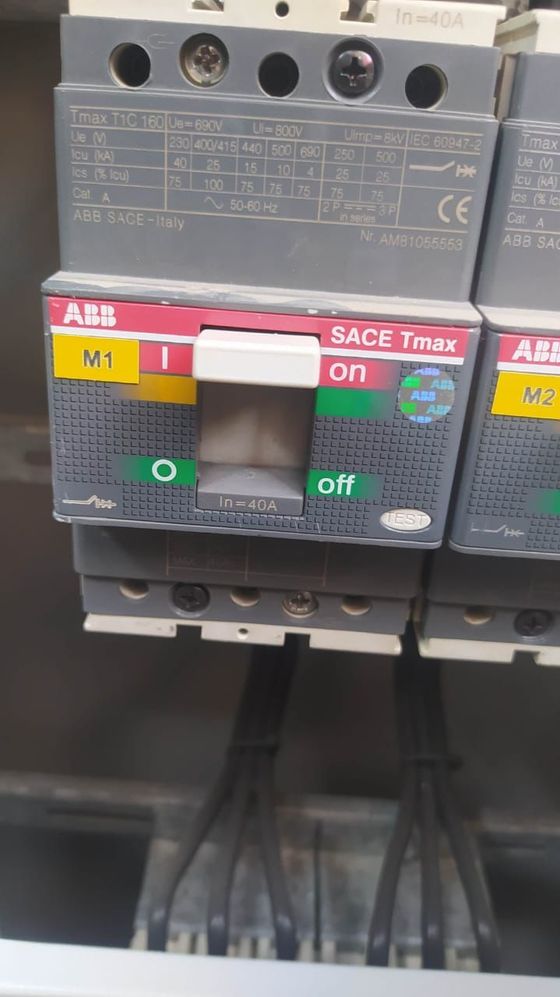 In=40A
Tmax T1C 160 Ue=690V Ui=800V Uimp=8kV IEC 60947-2
Ue (V) 230 400/415 440 500 690 250 500
Icu (kA) 40 25 15 10 4 25 25
Ics (% Icu) 75 100 75 75 75 75 75
Cat. A 50-60 Hz 2 P 3 P
in series
CE
ABB SACE-Italy Nr. AM81055553
ABB SACE Tmax
M1 I on
ABB
O off
In=40A
TEST
Tmax
Ue (V)
Icu (kA)
Ics (% Ic
Cat. A
ABB SA
ABB
M2